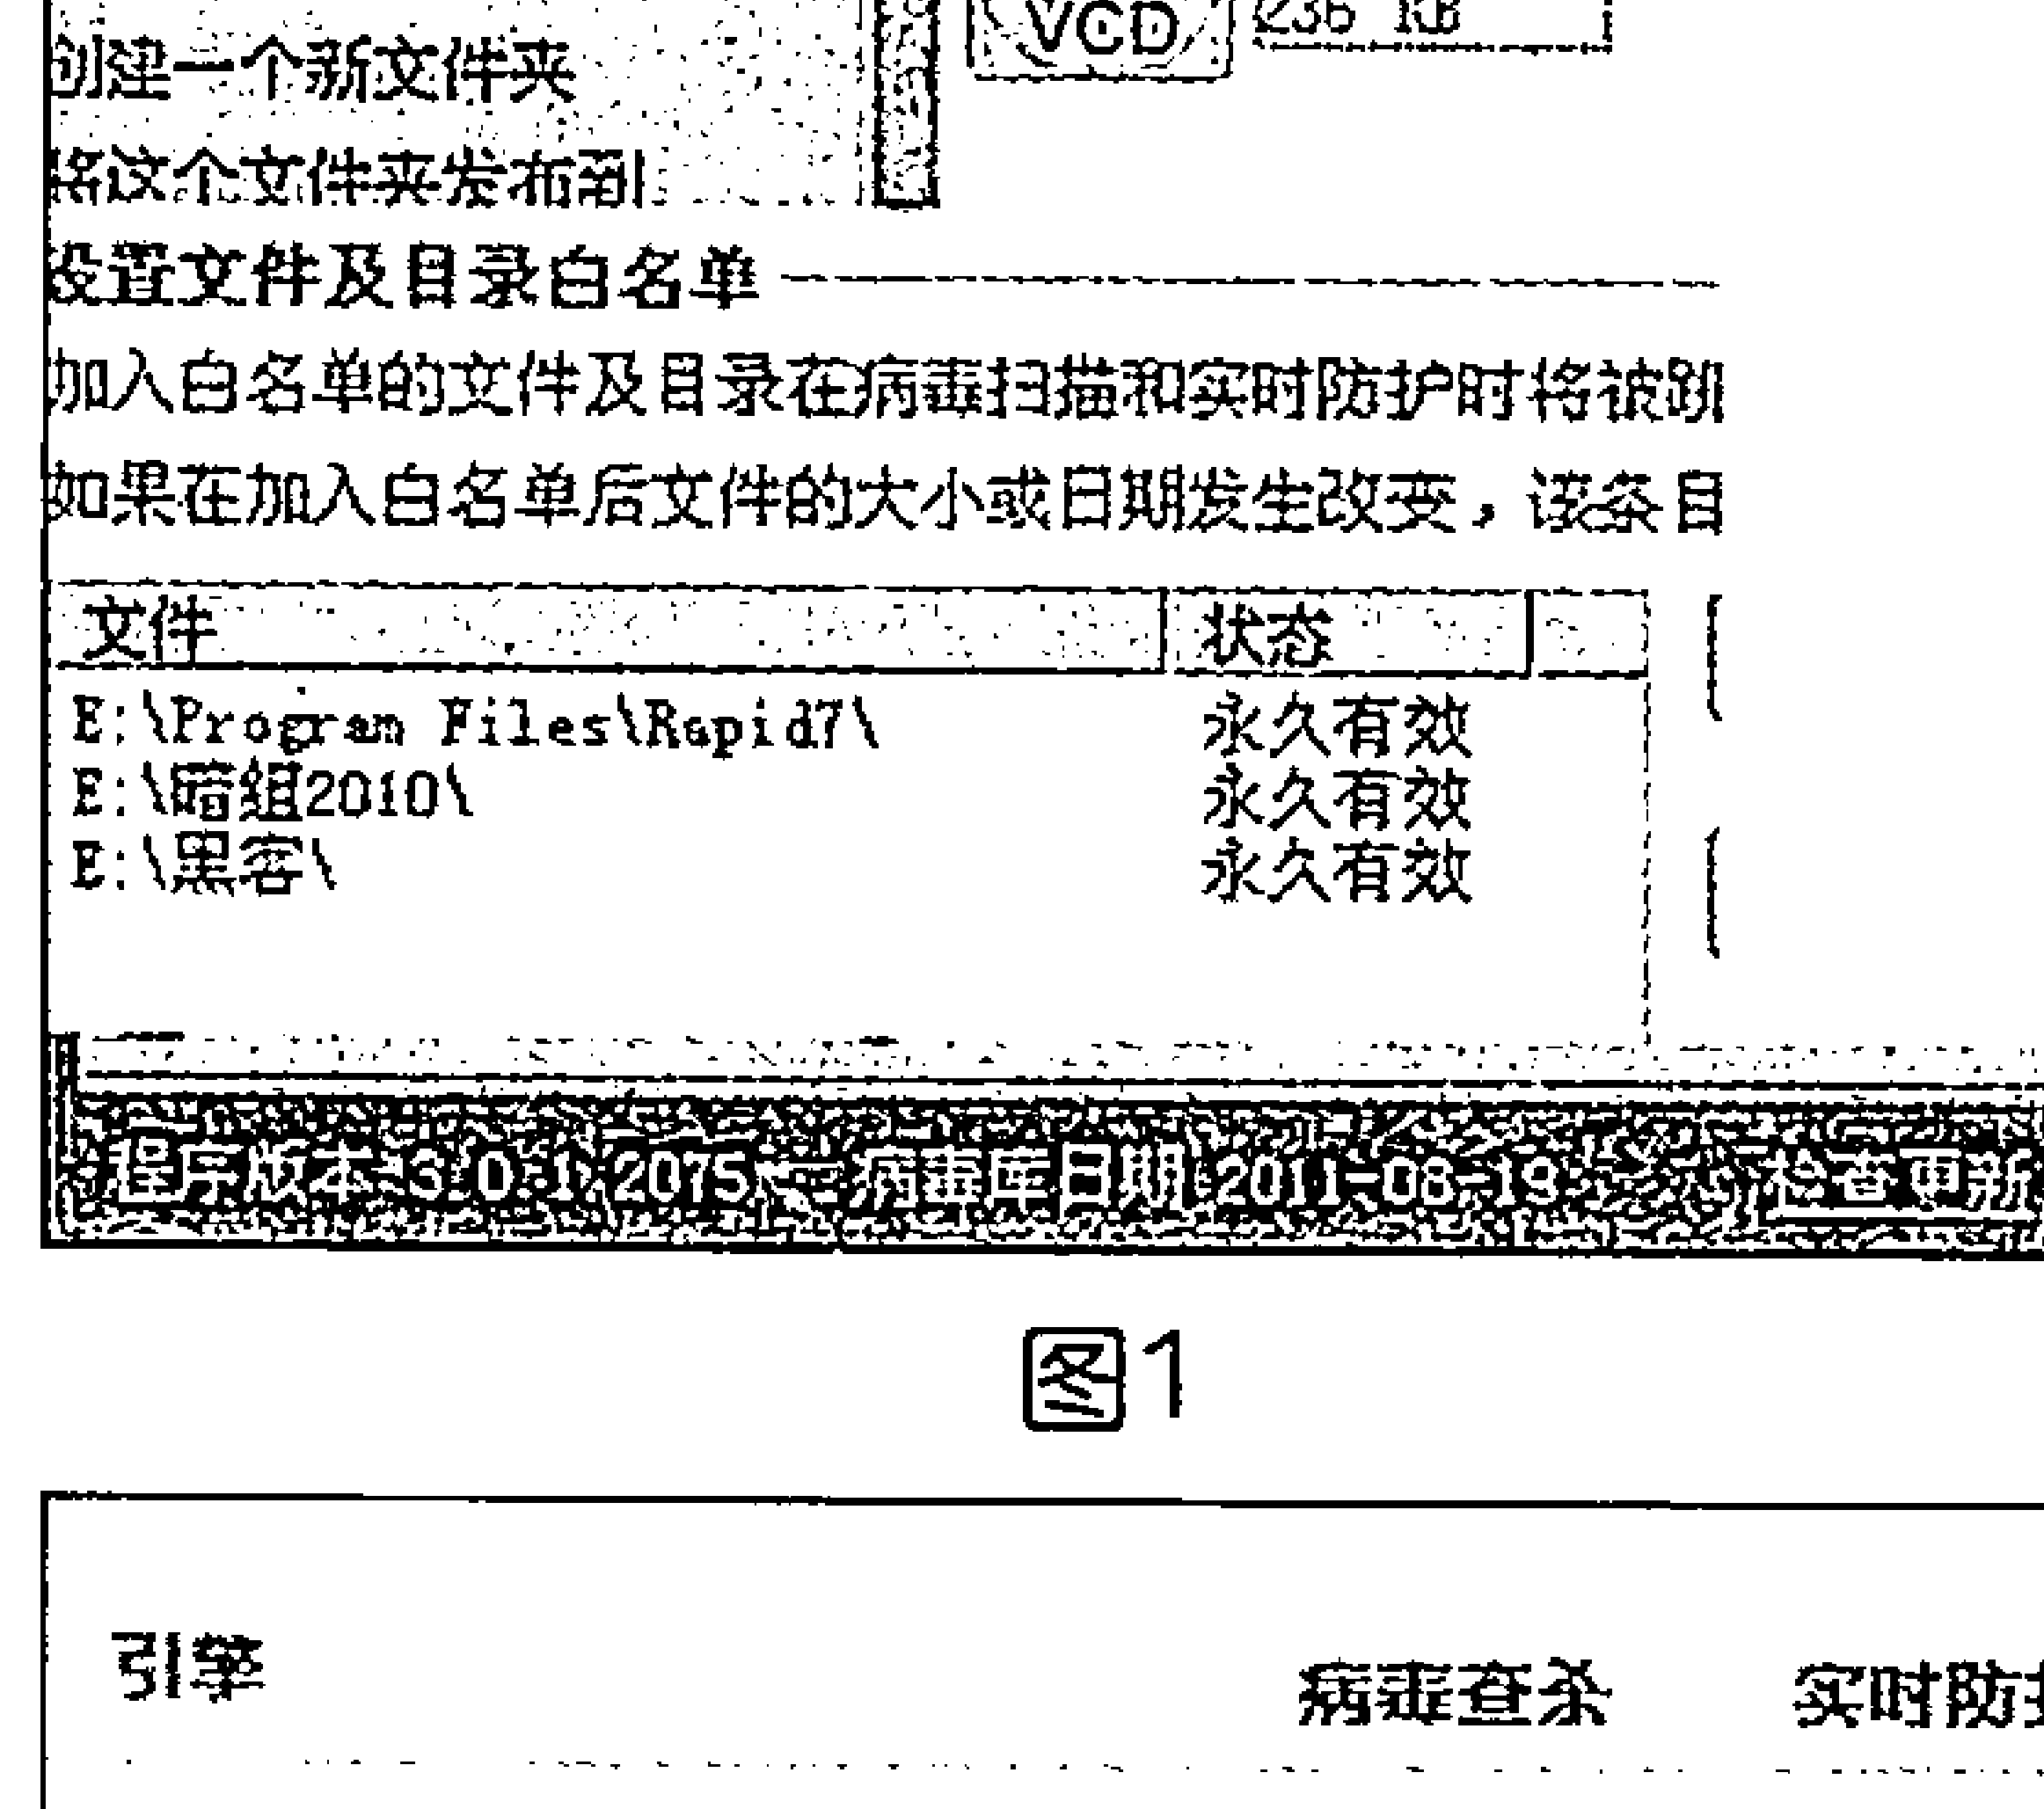 VCD
236 KB
创建一个新文件夹
将这个文件夹发布到
设置文件及目录白名单
加入白名单的文件及目录在病毒扫描和实时防护时将被跳
如果在加入白名单后文件的大小或日期发生改变，该条目
文件 状态
E:\Program Files\Rapid7\ 永久有效
E:\暗组2010\ 永久有效
E:\黑客\ 永久有效
程序版本:3.0.1.2075 病毒库日期:2011-08-19 检查更新
图1
引擎 病毒查杀 实时防护